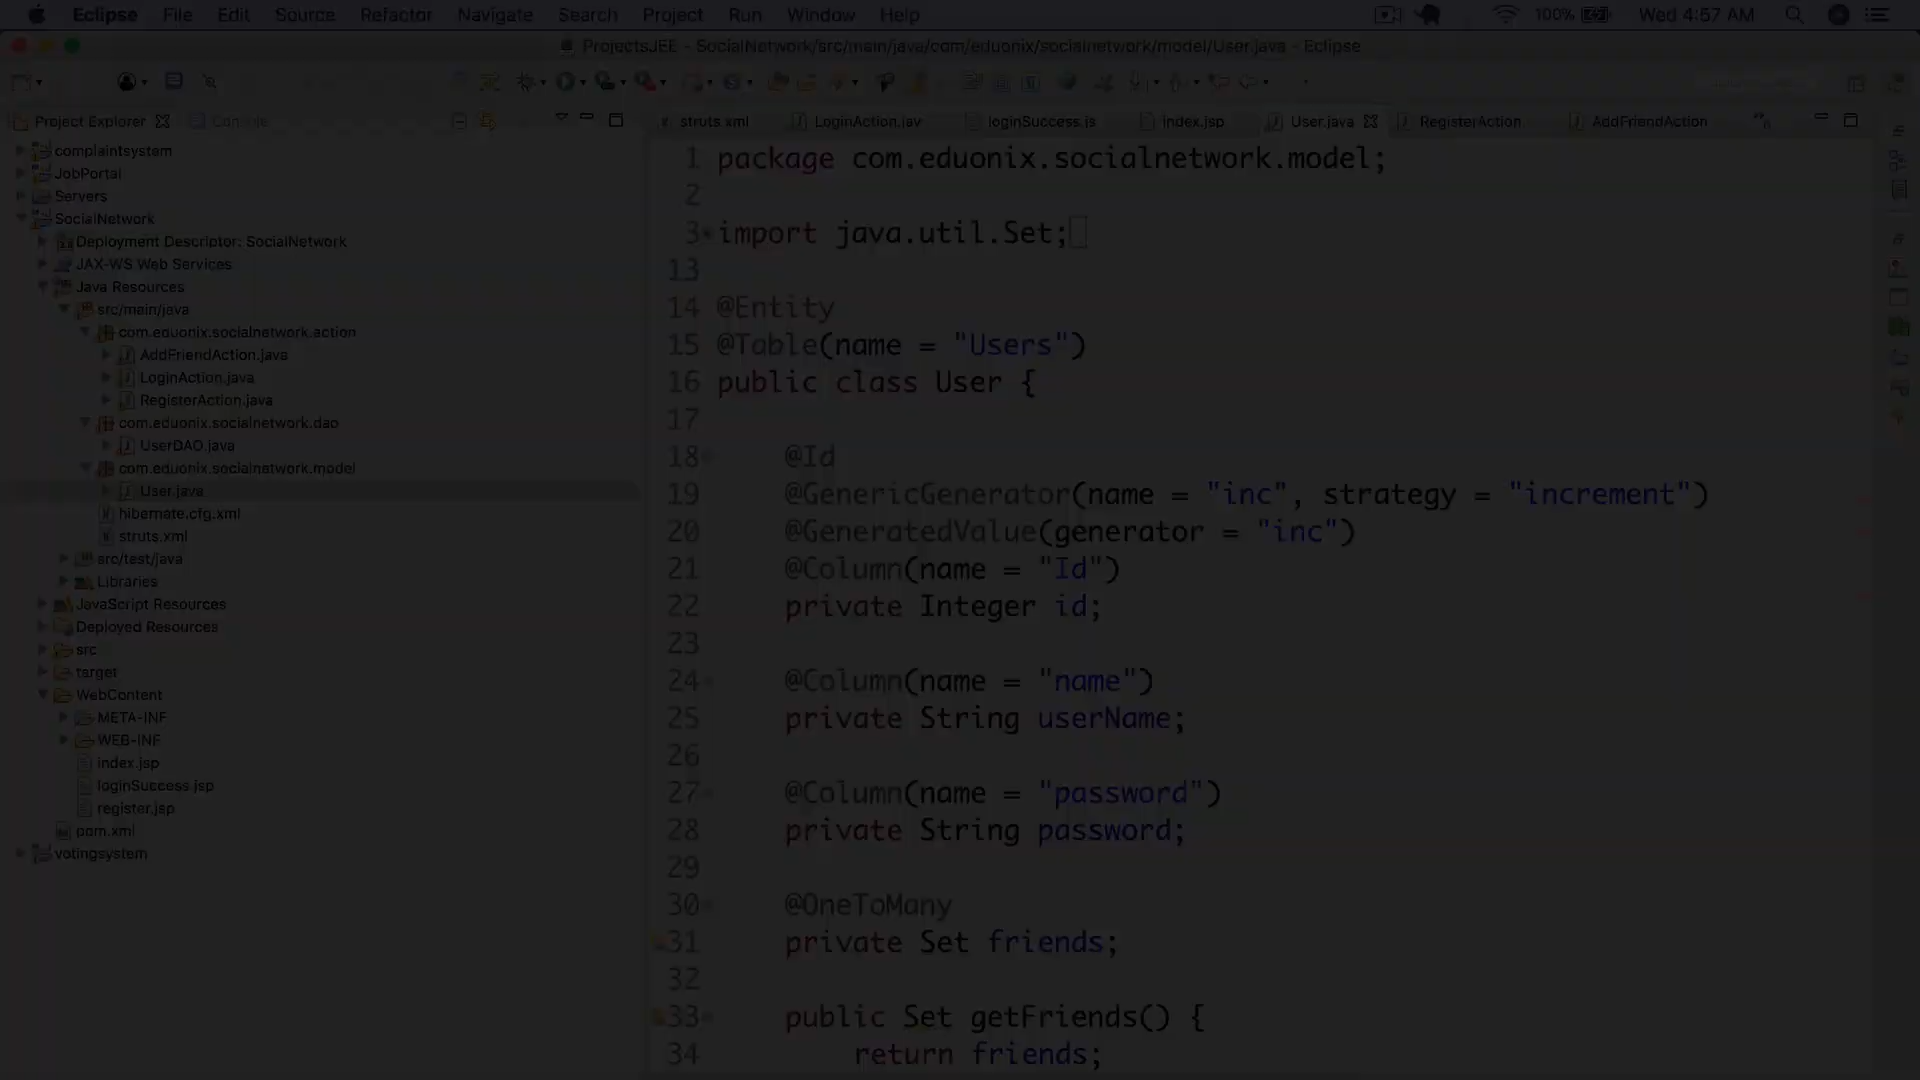 Eclipse File Edit Source Refactor Navigate Search Project Run Window Help 100% Wed 4:57 AM
ProjectsJEE - SocialNetwork/src/main/java/com/eduonix/socialnetwork/model/User.java - Eclipse
Project Explorer Console
struts.xml LoginAction.jav loginSuccess.js index.jsp User.java RegisterAction AddFriendAction
complaintsystem
JobPortal
Servers
SocialNetwork
Deployment Descriptor: SocialNetwork
JAX-WS Web Services
Java Resources
src/main/java
com.eduonix.socialnetwork.action
AddFriendAction.java
LoginAction.java
RegisterAction.java
com.eduonix.socialnetwork.dao
UserDAO.java
com.eduonix.socialnetwork.model
User.java
hibernate.cfg.xml
struts.xml
src/test/java
Libraries
JavaScript Resources
Deployed Resources
src
target
WebContent
META-INF
WEB-INF
index.jsp
loginSuccess.jsp
register.jsp
pom.xml
votingsystem
1 package com.eduonix.socialnetwork.model;
2
3 import java.util.Set;
13
14 @Entity
15 @Table(name = "Users")
16 public class User {
17
18 @Id
19 @GenericGenerator(name = "inc", strategy = "increment")
20 @GeneratedValue(generator = "inc")
21 @Column(name = "Id")
22 private Integer id;
23
24 @Column(name = "name")
25 private String userName;
26
27 @Column(name = "password")
28 private String password;
29
30 @OneToMany
31 private Set friends;
32
33 public Set getFriends() {
34 return friends;